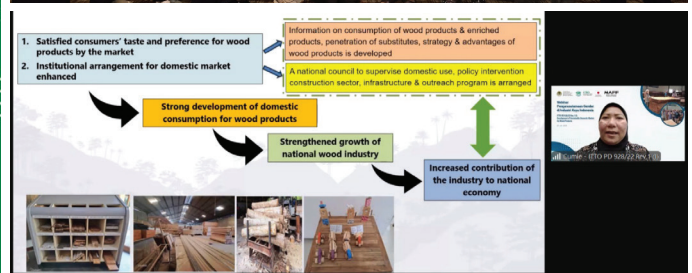 1. Satisfied consumers' taste and preference for wood
products by the market
2. Institutional arrangement for domestic market
enhanced
Information on consumption of wood products & enriched
products, penetration of substitutes, strategy & advantages of
wood products is developed
A national council to supervise domestic use, policy intervention
construction sector, infrastructure & outreach program is arranged
Strong development of domestic
consumption for wood products
Strengthened growth of
national wood industry
Increased contribution of
the industry to national
economy
ITTO PD 928/22 Rev.1 (I)